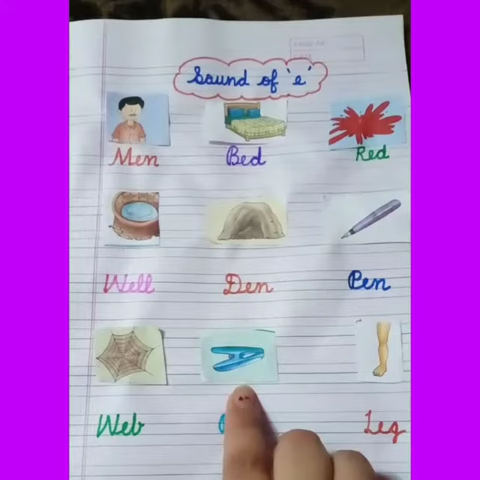 Sound of 'e'
Men Bed Red
Well Den Pen
Web Leg